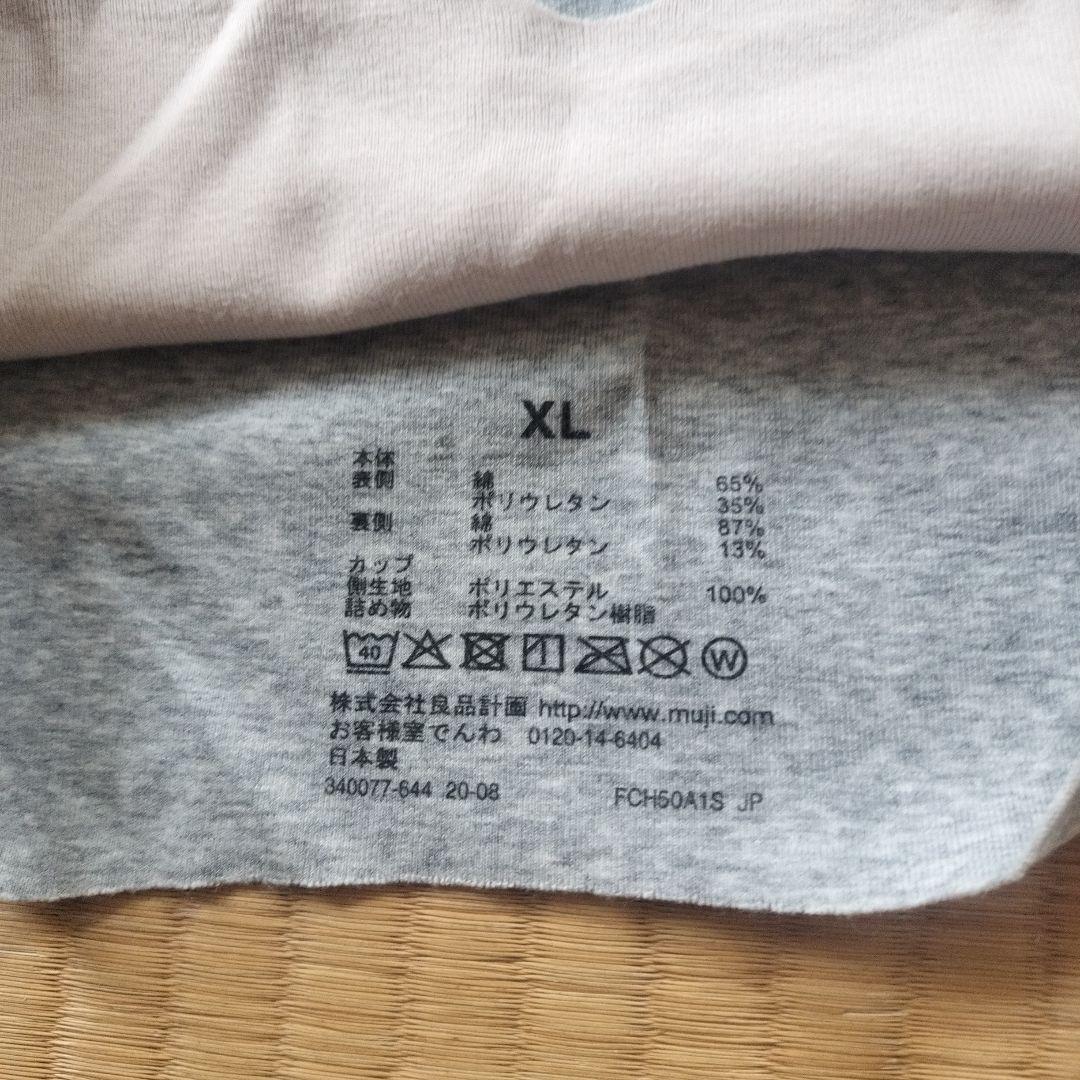 XL
本体
表側 綿 65%
ポリウレタン 35%
裏側 綿 87%
ポリウレタン 13%
カップ
側生地 ポリエステル 100%
詰め物 ポリウレタン樹脂
40 W
株式会社良品計画 http://www.muji.com
お客様室でんわ 0120-14-6404
日本製
340077-644 20-08 FCH50A1S JP